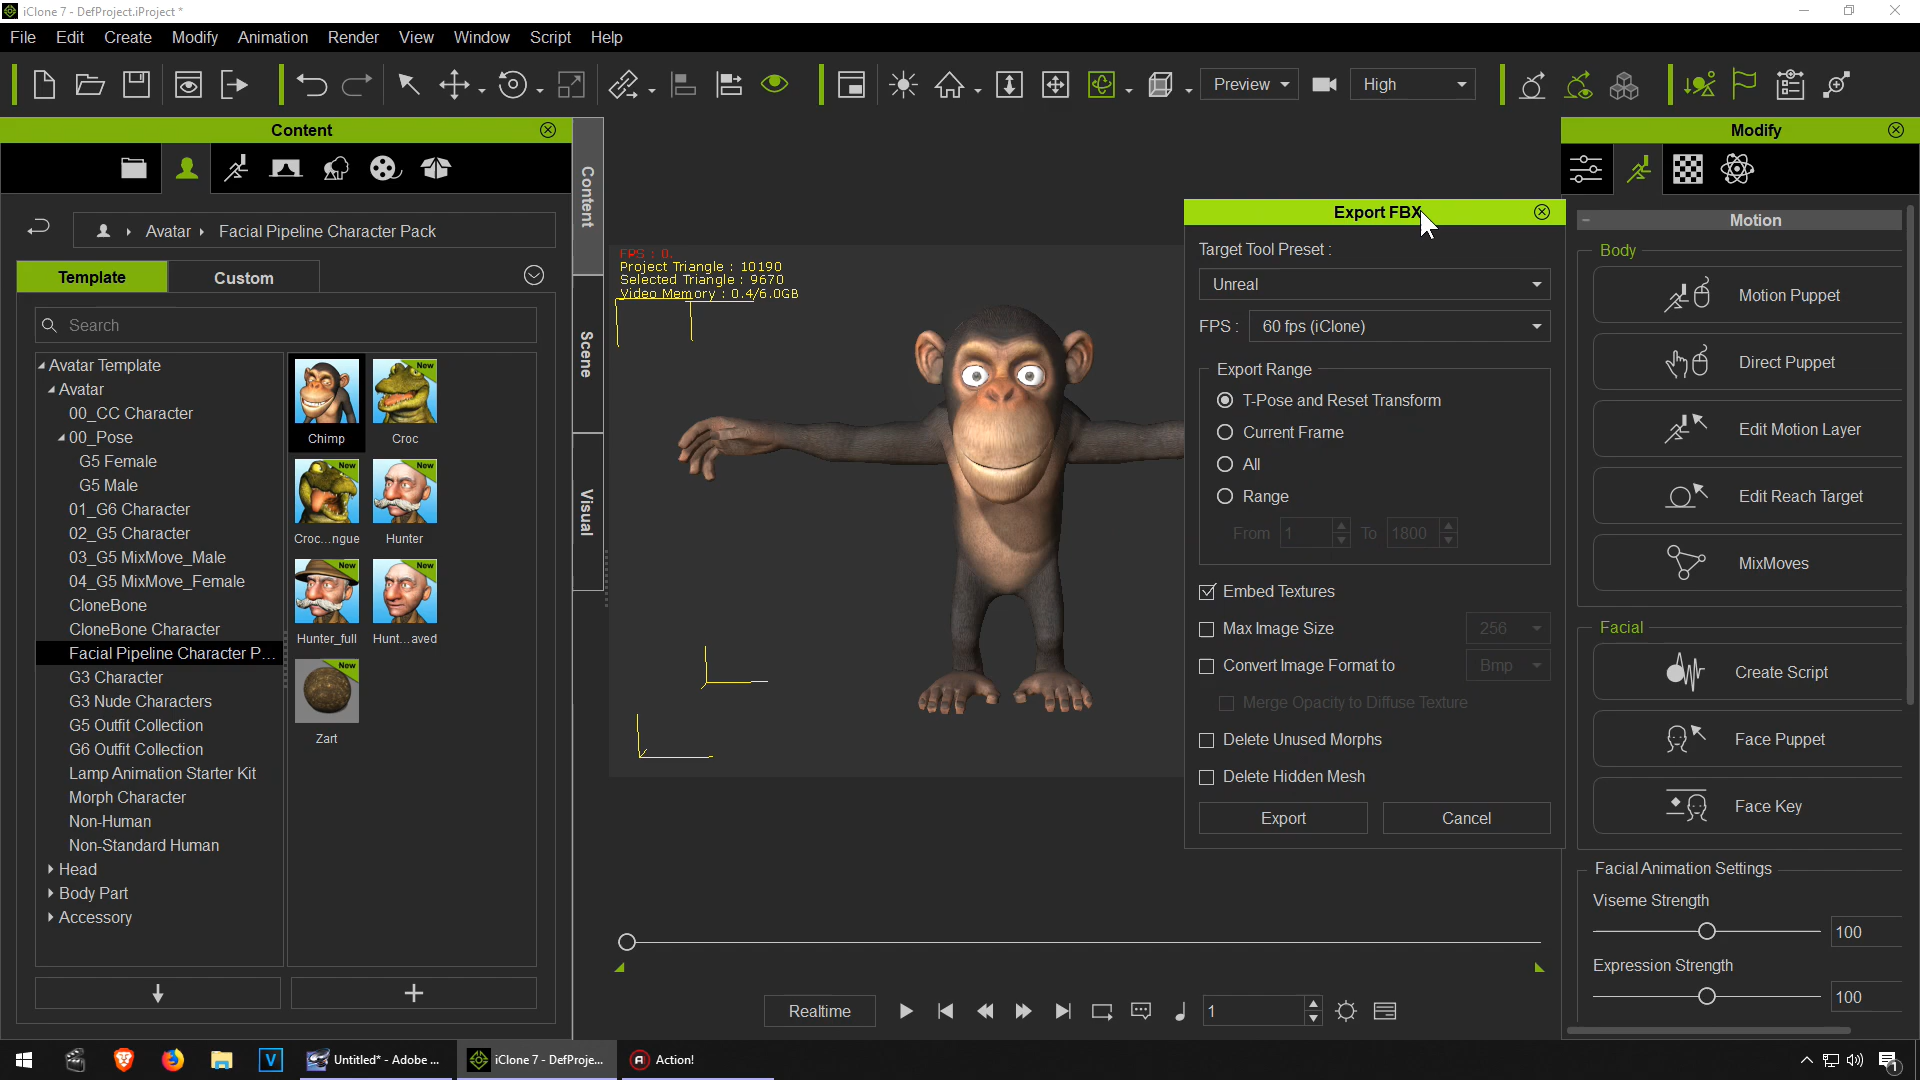 iClone 7 - DefProject.iProject *
File Edit Create Modify Animation Render View Window Script Help
Preview High
Content
Avatar Facial Pipeline Character Pack
Template Custom
Search
Avatar Template
Avatar
00_CC Character
00_Pose
G5 Female
G5 Male
01_G6 Character
02_G5 Character
03_G5 MixMove_Male
04_G5 MixMove_Female
CloneBone
CloneBone Character
Facial Pipeline Character P...
G3 Character
G3 Nude Characters
G5 Outfit Collection
G6 Outfit Collection
Lamp Animation Starter Kit
Morph Character
Non-Human
Non-Standard Human
Head
Body Part
Accessory
Chimp
New
Croc
New
Croc...ngue
New
Hunter
New
Hunter_full
New
Hunt...aved
New
Zart
Content
Scene
Visual
FPS : 0.
Project Triangle : 10190
Selected Triangle : 9670
Video Memory : 0.4/6.0GB
Export FBX
Target Tool Preset :
Unreal
FPS : 60 fps (iClone)
Export Range
T-Pose and Reset Transform
Current Frame
All
Range
From 1 To 1800
Embed Textures
Max Image Size 256
Convert Image Format to Bmp
Merge Opacity to Diffuse Texture
Delete Unused Morphs
Delete Hidden Mesh
Export Cancel
Realtime 1
Modify
Motion
Body
Motion Puppet
Direct Puppet
Edit Motion Layer
Edit Reach Target
MixMoves
Facial
Create Script
Face Puppet
Face Key
Facial Animation Settings
Viseme Strength
100
Expression Strength
100
V Untitled* - Adobe ... iClone 7 - DefProje... Action! 1